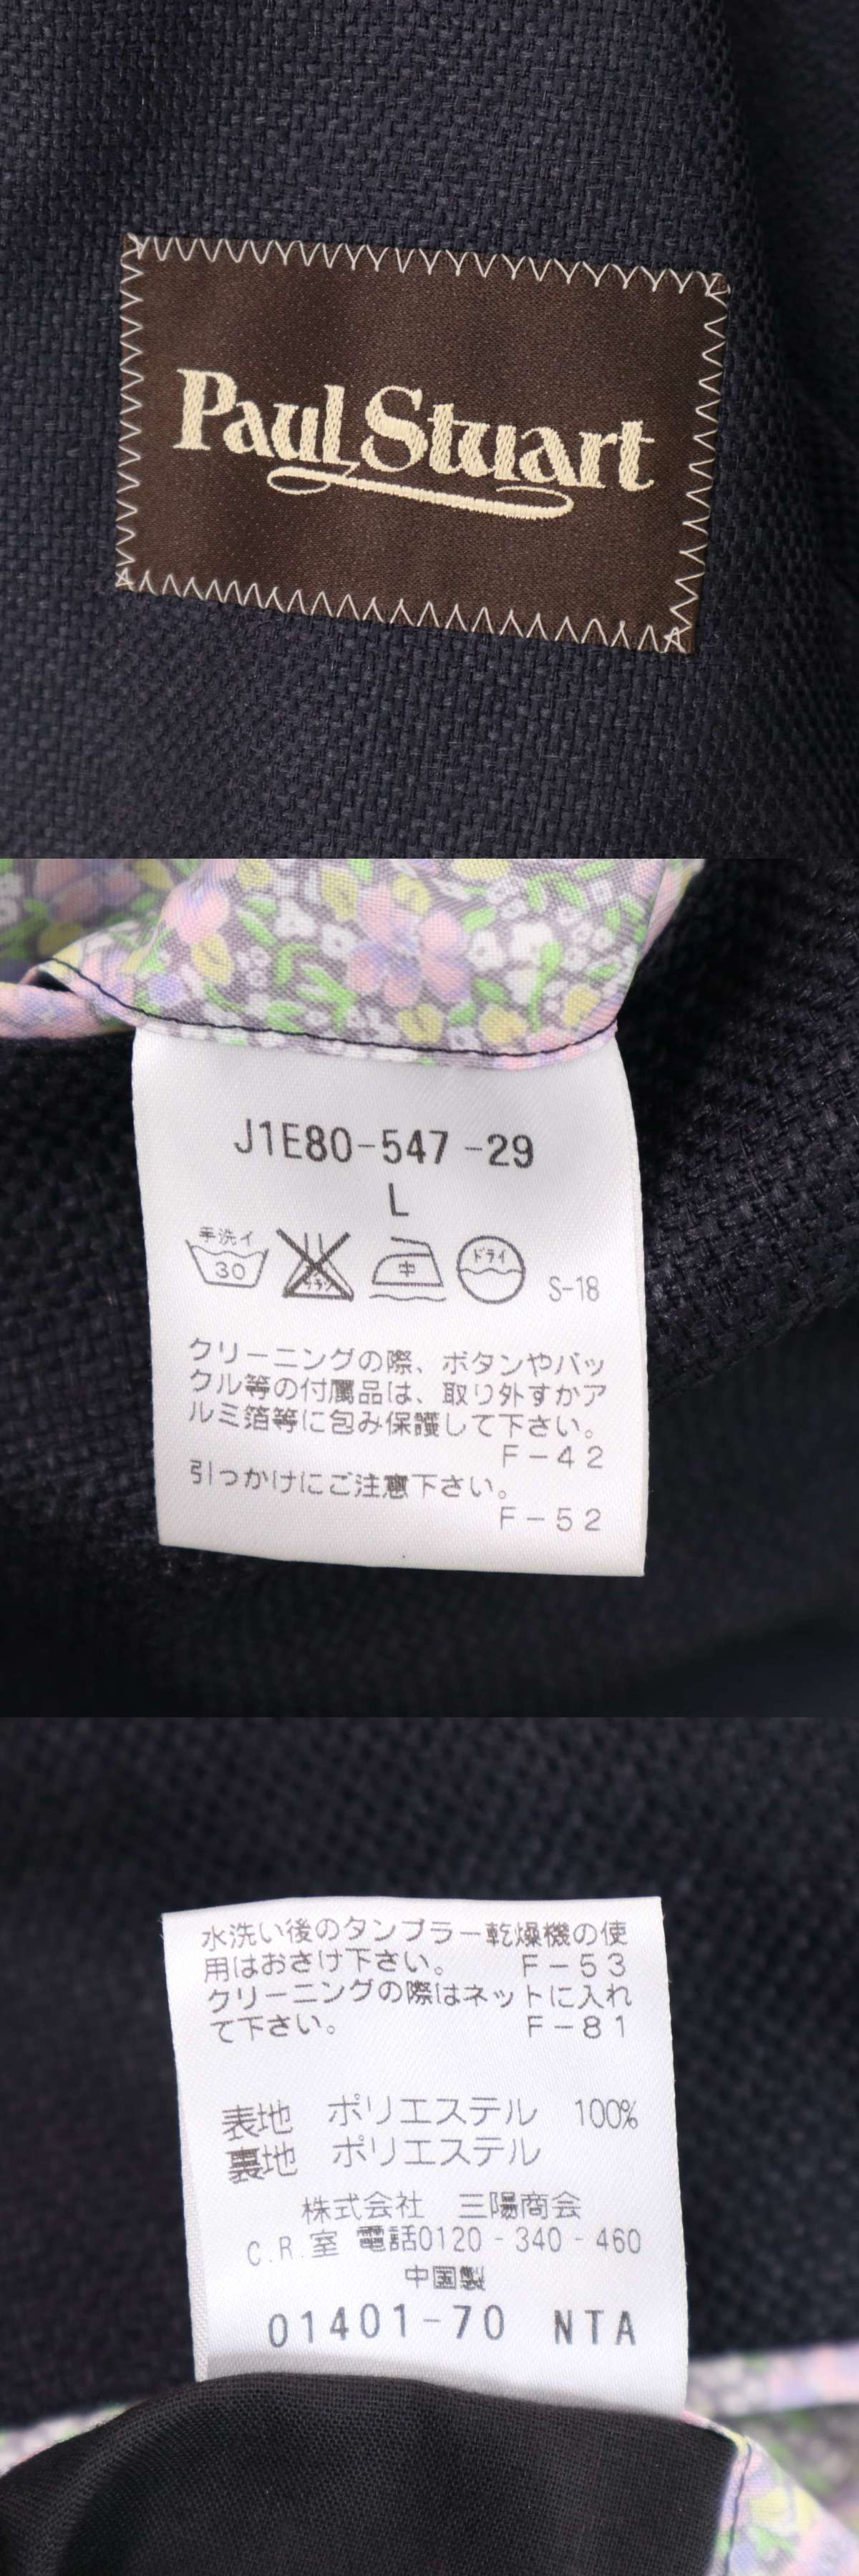 Paul Stuart
J1E80-547-29
L
手洗イ
30
中
ドライ
S-18
クリーニングの際、ボタンやバッ
クル等の付属品は、取り外すかア
ルミ箔等に包み保護して下さい。
F-42
引っかけにご注意下さい。
F-52
水洗い後のタンブラー乾燥機の使
用はおさけ下さい。 F-53
クリーニングの際はネットに入れ
て下さい。 F-81
表地 ポリエステル 100%
裏地 ポリエステル
株式会社 三陽商会
C.R.室 電話0120-340-460
中国製
01401-70 NTA